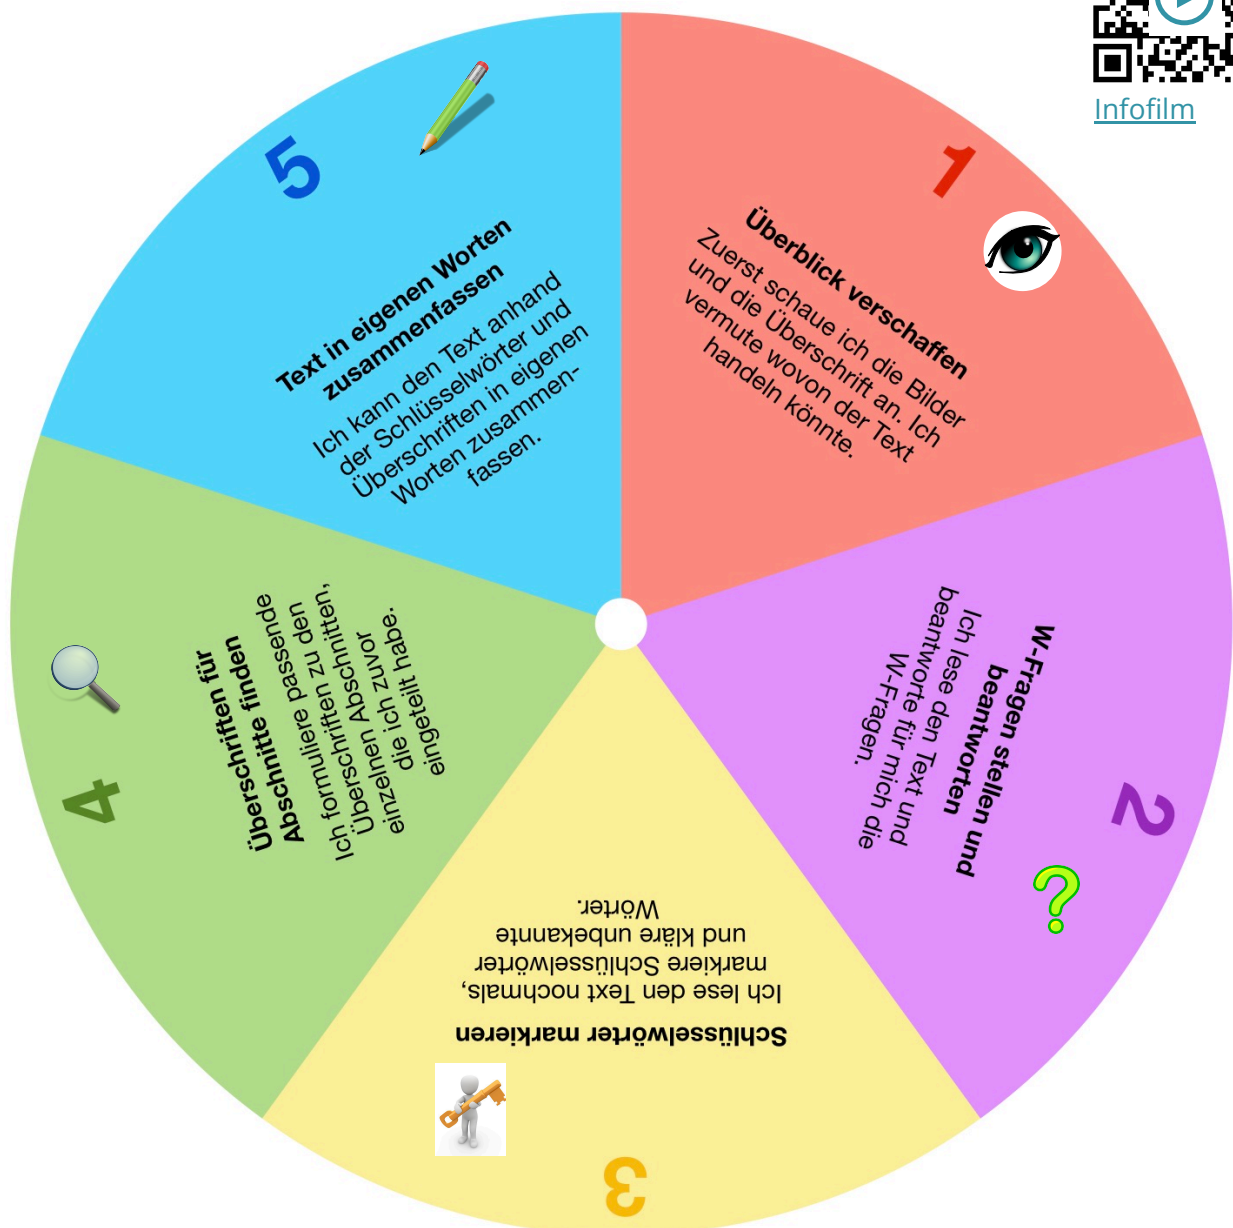 Infofilm
1
Überblick verschaffen
Zuerst schaue ich die Bilder
und die Überschrift an. Ich
vermute wovon der Text
handeln könnte.
2
W-Fragen stellen und
beantworten
Ich lese den Text und
beantworte für mich die
W-Fragen.
3
Schlüsselwörter markieren
Ich lese den Text nochmals,
markiere Schlüsselwörter
und kläre unbekannte
Wörter.
4
Überschriften für
Abschnitte finden
Ich formuliere passende
Überschriften zu den
einzelnen Abschnitten,
die ich zuvor
eingeteilt habe.
5
Text in eigenen Worten
zusammenfassen
Ich kann den Text anhand
der Schlüsselwörter und
Überschriften in eigenen
Worten zusammen-
fassen.